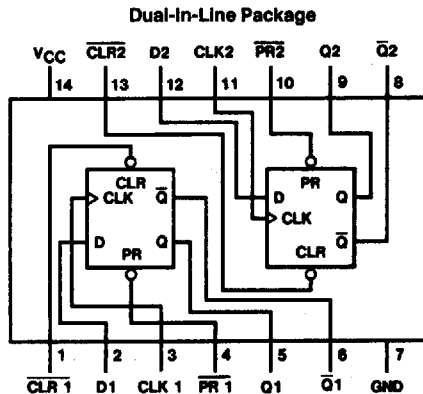 Dual-In-Line Package
VCC CLR2 D2 CLK2 PR2 Q2 Q̅2
14 13 12 11 10 9 8
CLR
CLK Q̅
D Q
PR
PR
D Q
CLK
Q̅
CLR
1 2 3 4 5 6 7
CLR 1 D1 CLK 1 PR 1 Q1 Q̅1 GND